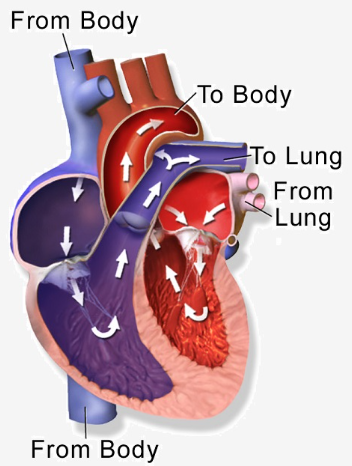 From Body
To Body
To Lung
From
Lung
From Body